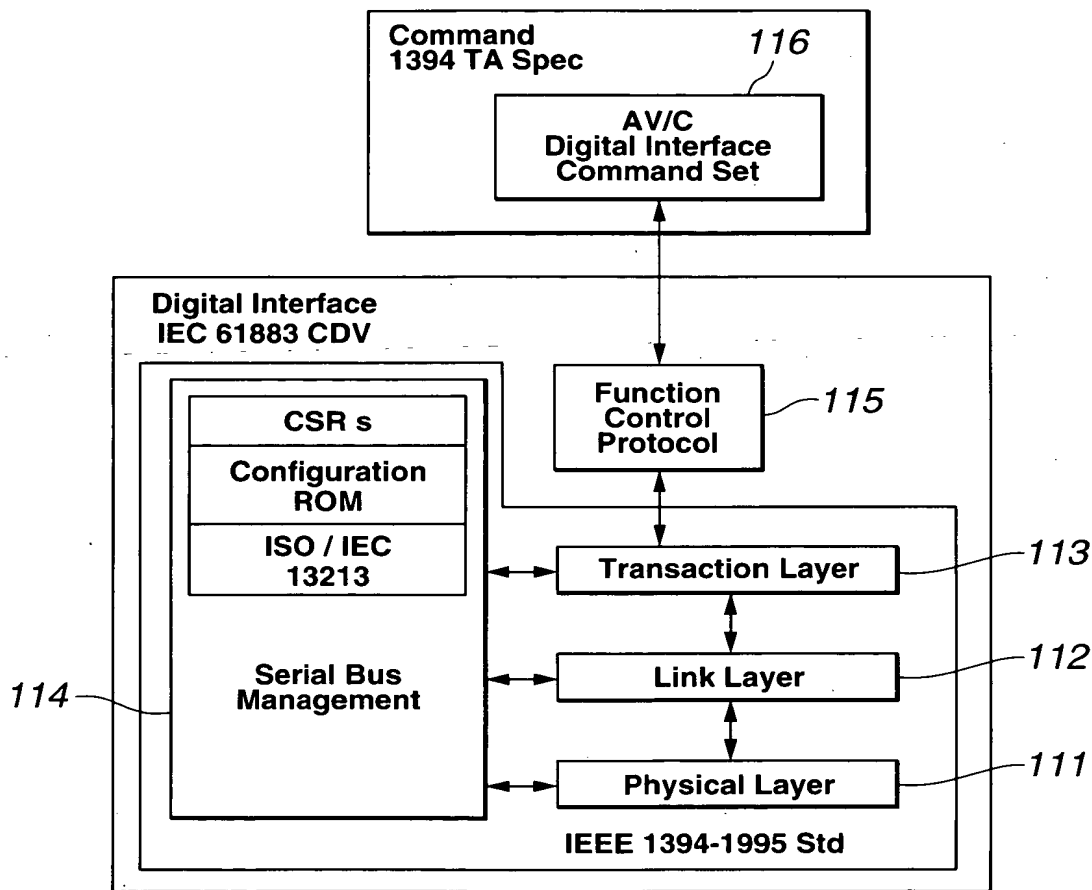 Command
1394 TA Spec
116
AV/C
Digital Interface
Command Set
Digital Interface
IEC 61883 CDV
Function
Control
Protocol
115
CSR s
Configuration
ROM
ISO / IEC
13213
Transaction Layer
113
Serial Bus
Management
114
Link Layer
112
Physical Layer
111
IEEE 1394-1995 Std